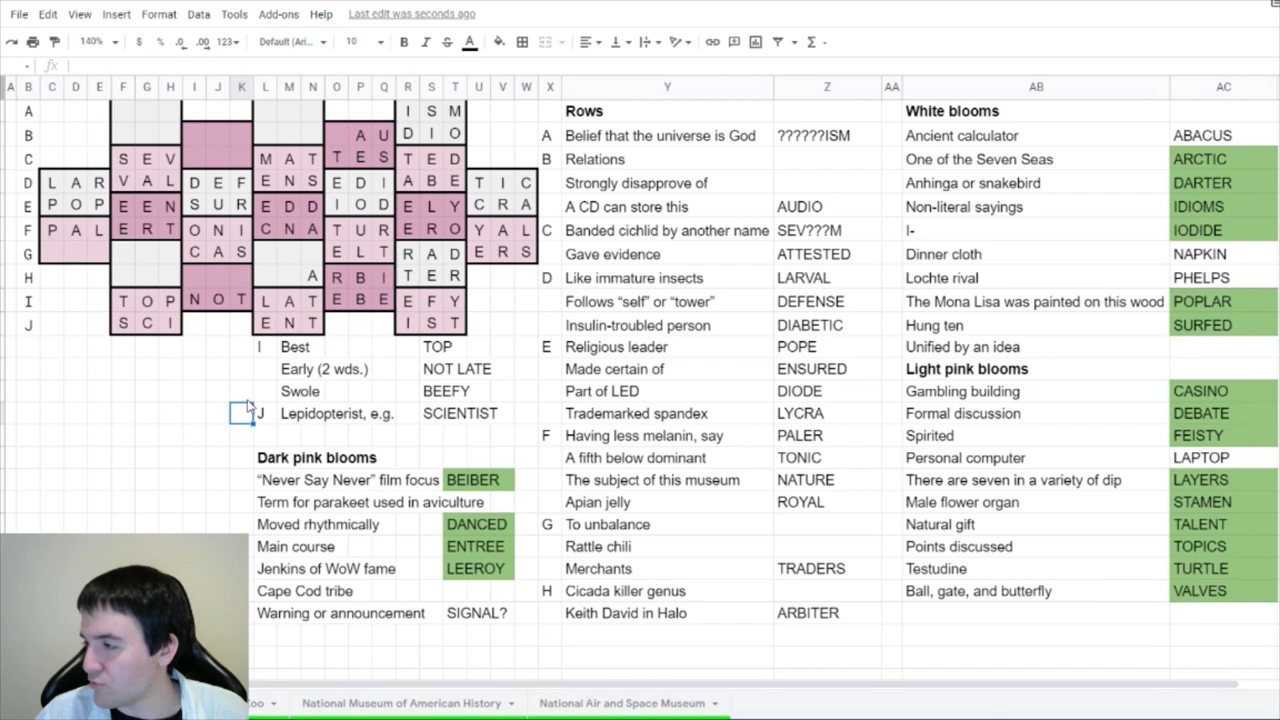 File Edit View Insert Format Data Tools Add-ons Help Last edit was seconds ago
140% $ % .0 .00 123 Default (Ari... 10 B I S A
fx
A B C D E F G H I J K L M N O P Q R S T U V W X Y Z AA AB AC
A I S M Rows White blooms
B A U D I O A Belief that the universe is God ??????ISM Ancient calculator ABACUS
C S E V M A T T E S T E D B Relations One of the Seven Seas ARCTIC
D L A R V A L D E F E N S E D I A B E T I C Strongly disapprove of Anhinga or snakebird DARTER
E P O P E E N S U R E D D I O D E L Y C R A A CD can store this AUDIO Non-literal sayings IDIOMS
F P A L E R T O N I C N A T U R E R O Y A L C Banded cichlid by another name SEV???M I- IODIDE
G C A S E L T R A D E R S Gave evidence ATTESTED Dinner cloth NAPKIN
H A R B I T E R D Like immature insects LARVAL Lochte rival PHELPS
I T O P N O T L A T E B E E F Y Follows “self” or “tower” DEFENSE The Mona Lisa was painted on this wood POPLAR
J S C I E N T I S T Insulin-troubled person DIABETIC Hung ten SURFED
I Best TOP E Religious leader POPE Unified by an idea
Early (2 wds.) NOT LATE Made certain of ENSURED Light pink blooms
Swole BEEFY Part of LED DIODE Gambling building CASINO
J Lepidopterist, e.g. SCIENTIST Trademarked spandex LYCRA Formal discussion DEBATE
F Having less melanin, say PALER Spirited FEISTY
Dark pink blooms A fifth below dominant TONIC Personal computer LAPTOP
“Never Say Never” film focus BEIBER The subject of this museum NATURE There are seven in a variety of dip LAYERS
Term for parakeet used in aviculture Apian jelly ROYAL Male flower organ STAMEN
Moved rhythmically DANCED G To unbalance Natural gift TALENT
Main course ENTREE Rattle chili Points discussed TOPICS
Jenkins of WoW fame LEEROY Merchants TRADERS Testudine TURTLE
Cape Cod tribe H Cicada killer genus Ball, gate, and butterfly VALVES
Warning or announcement SIGNAL? Keith David in Halo ARBITER
oo National Museum of American History National Air and Space Museum